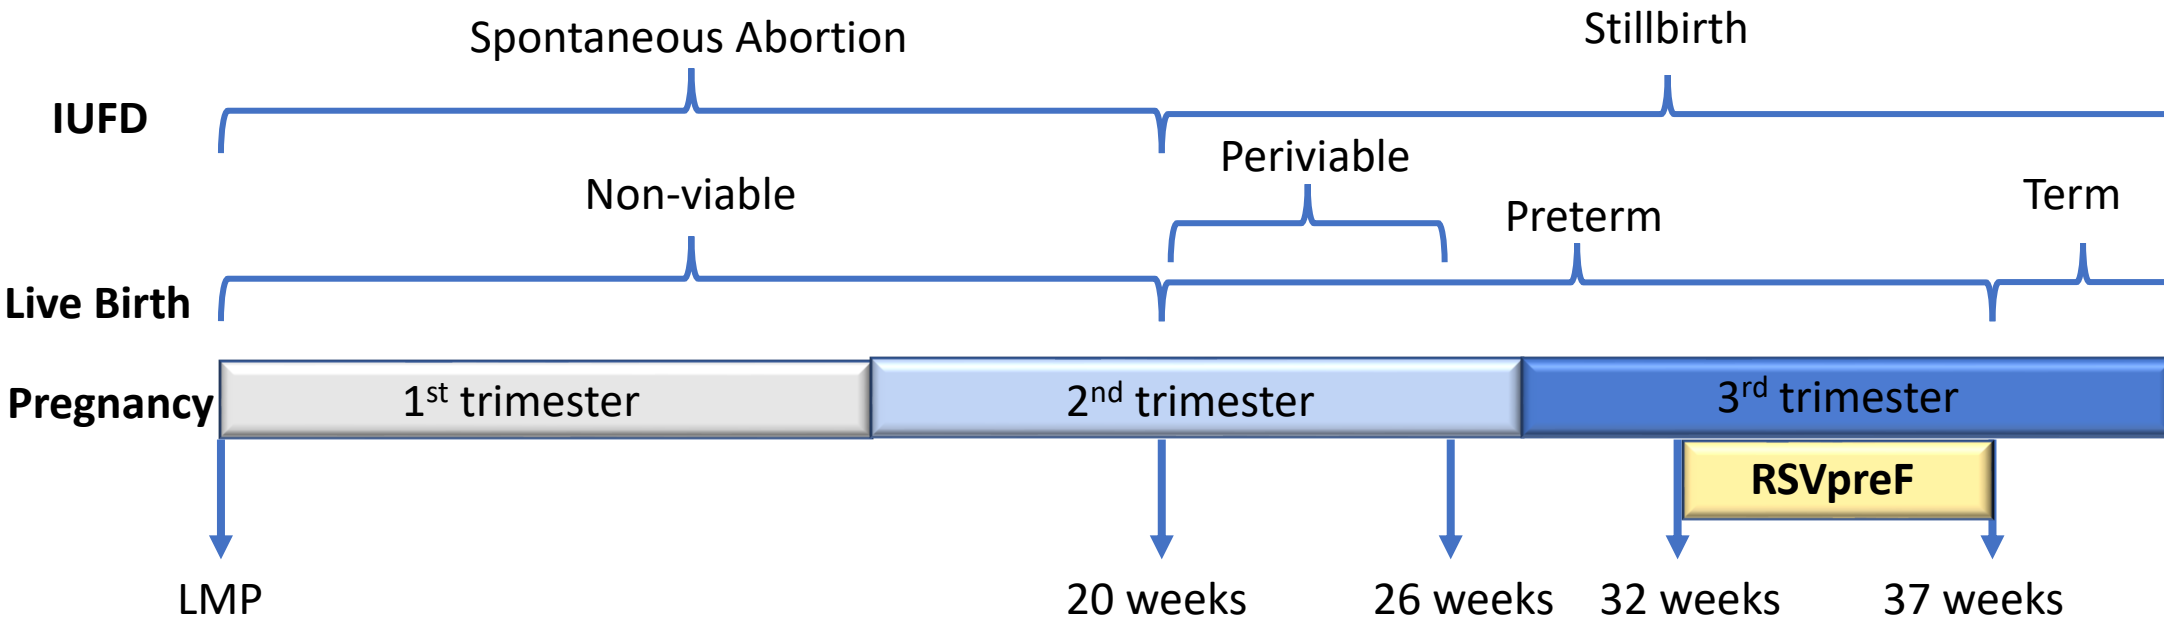 Spontaneous Abortion
Stillbirth
IUFD
Periviable
Non-viable
Preterm
Term
Live Birth
Pregnancy
1st trimester
2nd trimester
3rd trimester
RSVpreF
LMP
20 weeks
26 weeks
32 weeks
37 weeks